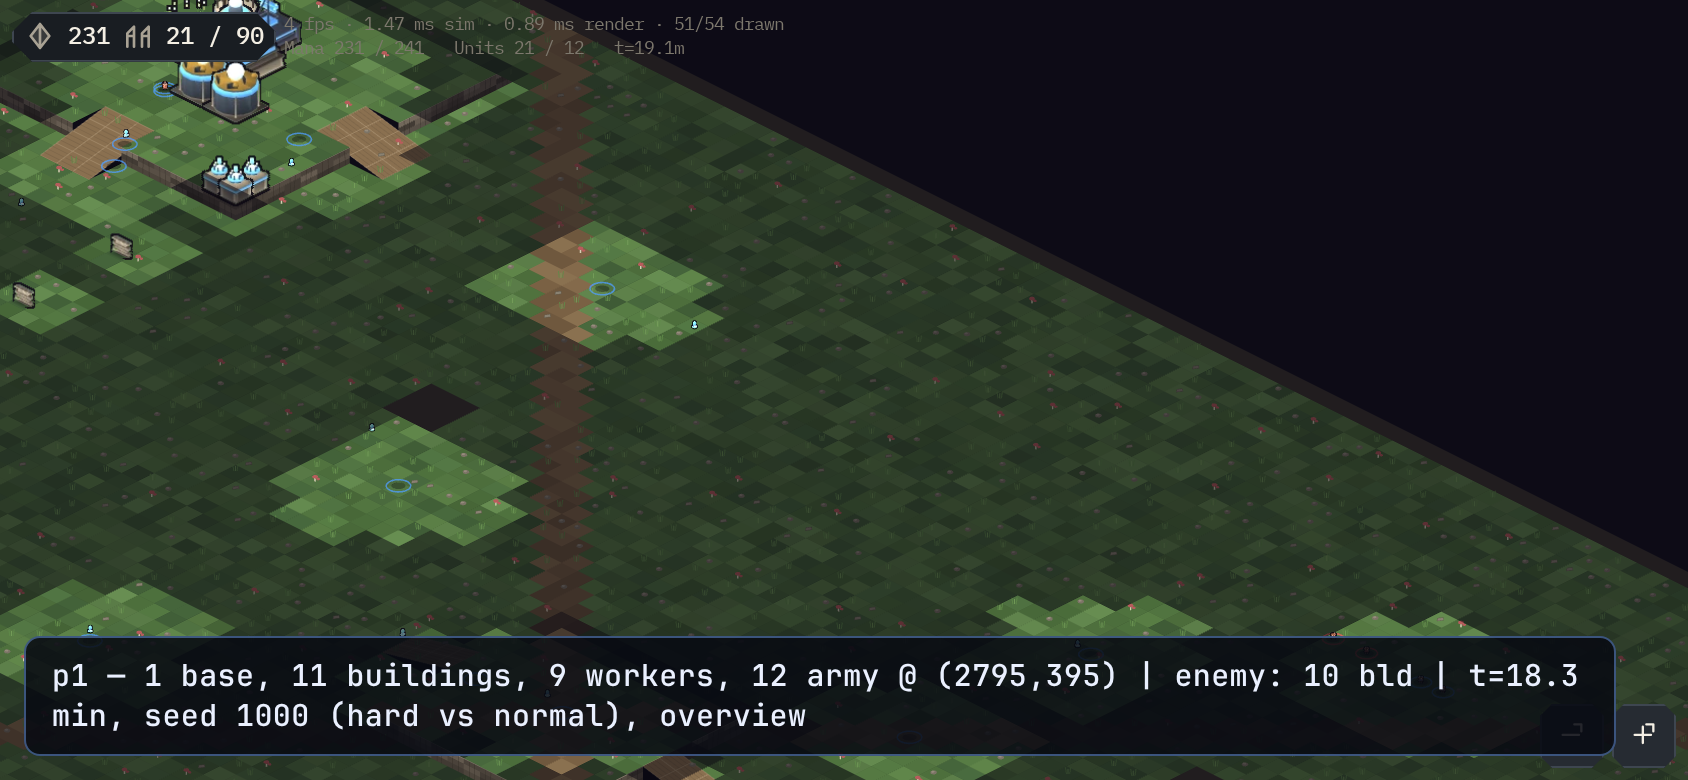 231 21 / 90
4 fps · 1.47 ms sim · 0.89 ms render · 51/54 drawn
Mana 231 / 241 Units 21 / 12 t=19.1m
p1 — 1 base, 11 buildings, 9 workers, 12 army @ (2795,395) | enemy: 10 bld | t=18.3
min, seed 1000 (hard vs normal), overview